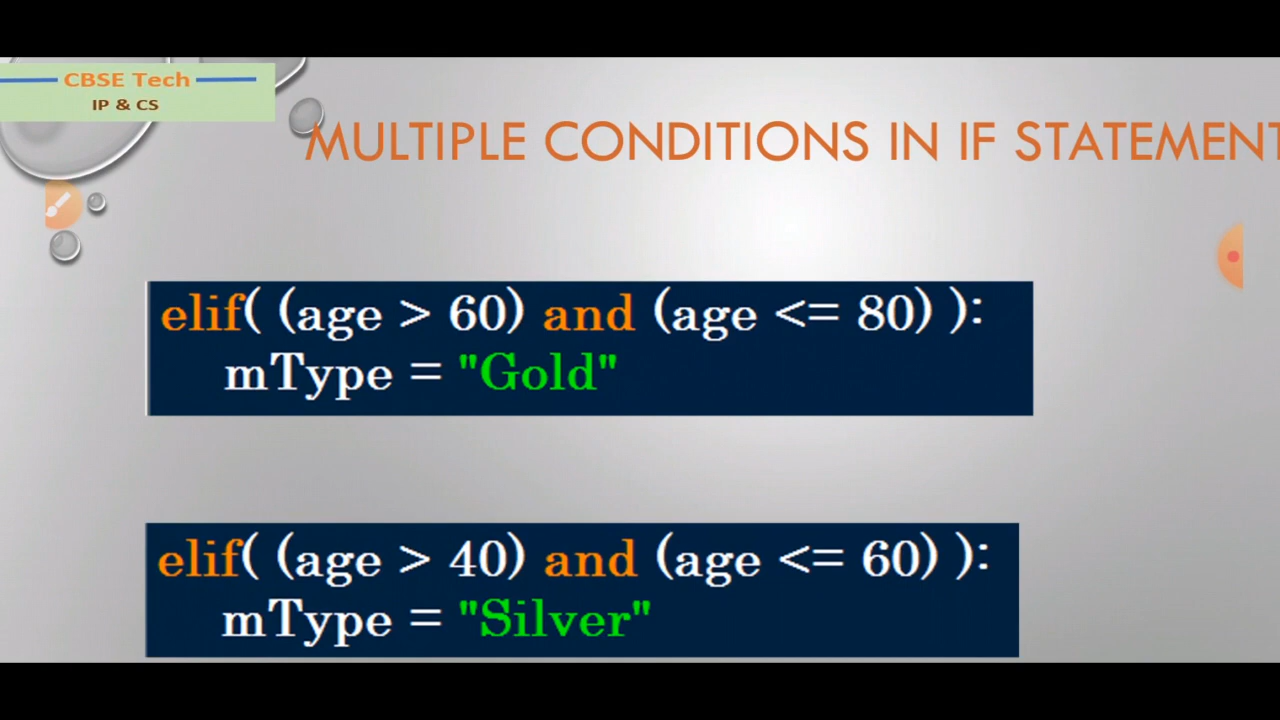 CBSE Tech
IP & CS
MULTIPLE CONDITIONS IN IF STATEMENT
elif( (age > 60) and (age <= 80) ):
mType = "Gold"
elif( (age > 40) and (age <= 60) ):
mType = "Silver"